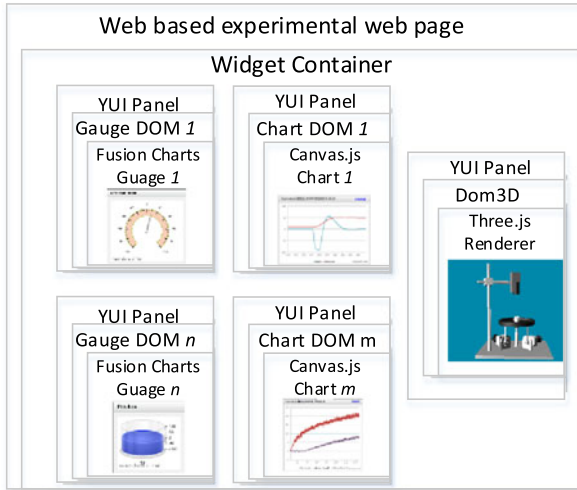 Web based experimental web page
Widget Container
YUI Panel
Gauge DOM 1
Fusion Charts
Guage 1
YUI Panel
Chart DOM 1
Canvas.js
Chart 1
YUI Panel
Dom3D
Three.js
Renderer
YUI Panel
Gauge DOM n
Fusion Charts
Guage n
YUI Panel
Chart DOM m
Canvas.js
Chart m